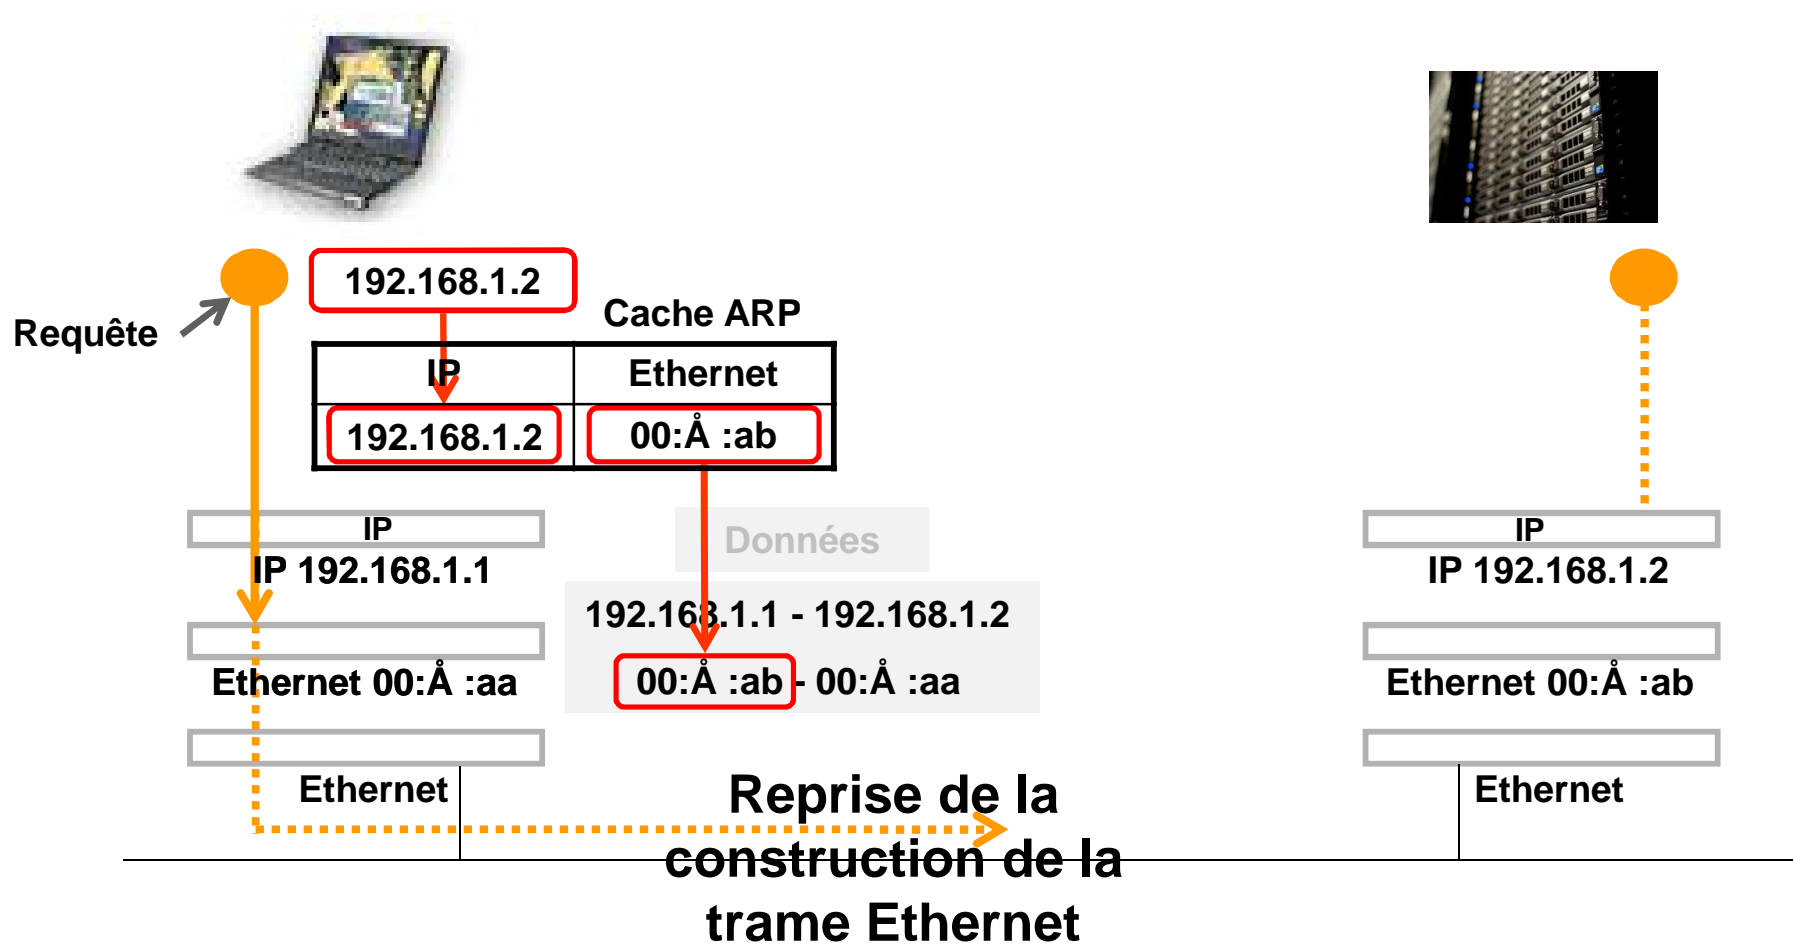 192.168.1.2
Cache ARP
Requête
IP Ethernet
192.168.1.2 00:Å :ab
IP
IP 192.168.1.1
Données
192.168.1.1 - 192.168.1.2
00:Å :ab - 00:Å :aa
Ethernet 00:Å :aa
Ethernet
IP
IP 192.168.1.2
Ethernet 00:Å :ab
Ethernet
Reprise de la
construction de la
trame Ethernet